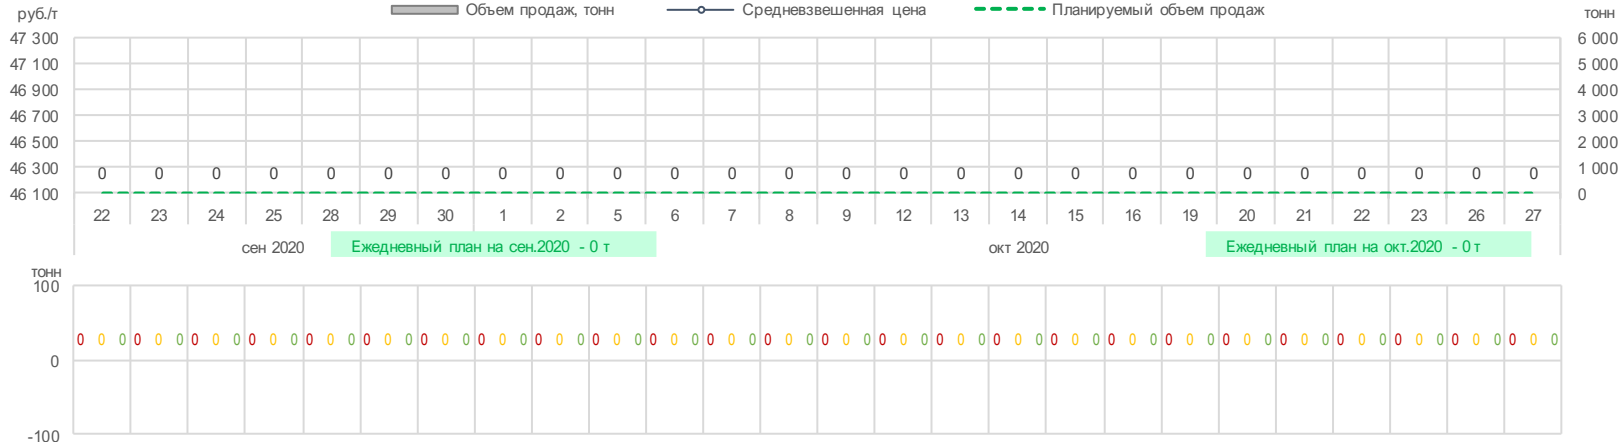 руб./т
Объем продаж, тонн
Средневзвешенная цена
Планируемый объем продаж
тонн
47 300 6 000
47 100 5 000
46 900 4 000
46 700 3 000
46 500 2 000
46 300 1 000
0 0 0 0 0 0 0 0 0 0 0 0 0 0 0 0 0 0 0 0 0 0 0 0 0 0
46 100 0
22 23 24 25 28 29 30 1 2 5 6 7 8 9 12 13 14 15 16 19 20 21 22 23 26 27
сен 2020 Ежедневный план на сен.2020 - 0 т окт 2020 Ежедневный план на окт.2020 - 0 т
тонн
100
0 0 0 0 0 0 0 0 0 0 0 0 0 0 0 0 0 0 0 0 0 0 0 0 0 0 0 0 0 0 0 0 0 0 0 0 0 0 0 0 0 0 0 0 0 0 0 0 0 0 0 0 0 0 0 0 0 0 0 0 0 0 0 0 0 0 0 0 0 0 0 0 0 0 0 0 0 0
0
-100